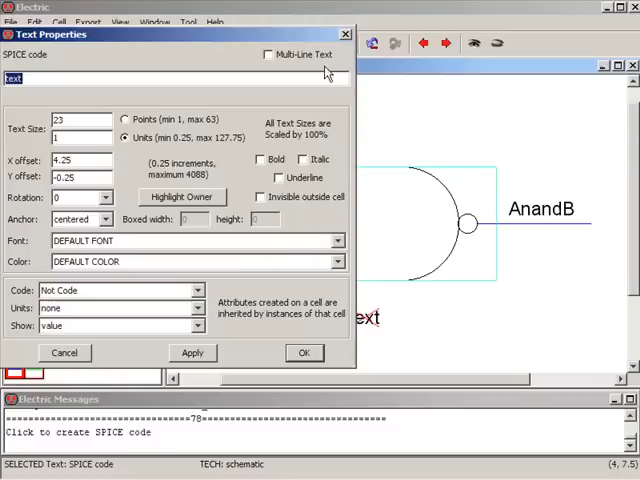 Electric
File Edit Cell Export View Window Tool Help
Text Properties
SPICE code
Multi-Line Text
text
Text Size:
23
Points (min 1, max 63)
1
Units (min 0.25, max 127.75)
All Text Sizes are
Scaled by 100%
X offset:
4.25
Y offset:
-0.25
(0.25 increments,
maximum 4088)
Bold
Italic
Underline
Rotation:
0
Highlight Owner
Invisible outside cell
Anchor:
centered
Boxed width:
0
height:
0
Font:
DEFAULT FONT
Color:
DEFAULT COLOR
Code:
Not Code
Units:
none
Show:
value
Attributes created on a cell are
inherited by instances of that cell
Cancel
Apply
OK
AnandB
ext
Electric Messages
================================78================================
Click to create SPICE code
SELECTED Text: SPICE code
TECH: schematic
(4, 7.5)